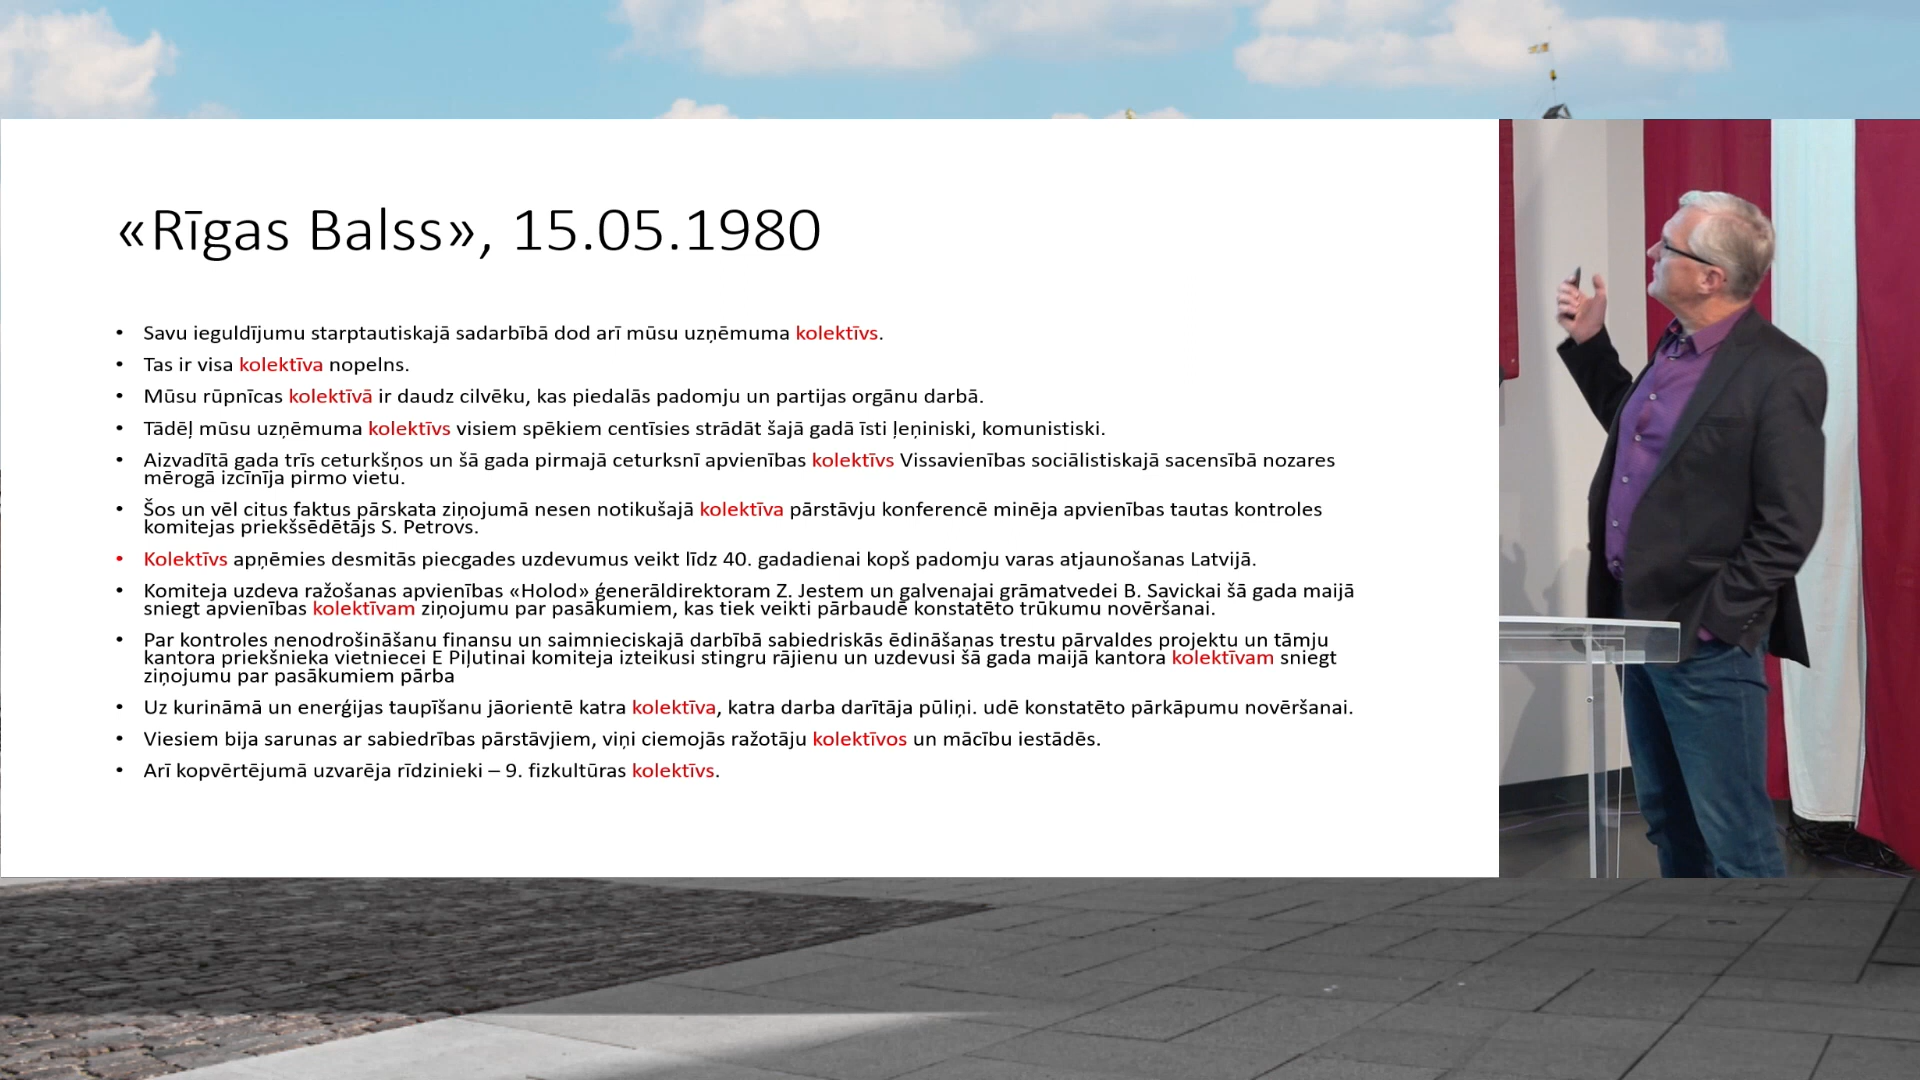 «Rīgas Balss», 15.05.1980
• Savu ieguldījumu starptautiskajā sadarbībā dod arī mūsu uzņēmuma kolektīvs.
• Tas ir visa kolektīva nopelns.
• Mūsu rūpnīcas kolektīvā ir daudz cilvēku, kas piedalās padomju un partijas orgānu darbā.
• Tādēļ mūsu uzņēmuma kolektīvs visiem spēkiem centīsies strādāt šajā gadā īsti ļeņiniski, komunistiski.
• Aizvadītā gada trīs ceturkšņos un šā gada pirmajā ceturksnī apvienības kolektīvs Vissavienības sociālistiskajā sacensībā nozares
mērogā izcīnīja pirmo vietu.
• Šos un vēl citus faktus pārskata ziņojumā nesen notikušajā kolektīva pārstāvju konferencē minēja apvienības tautas kontroles
komitejas priekšsēdētājs S. Petrovs.
• Kolektīvs apņēmies desmitās piecgades uzdevumus veikt līdz 40. gadadienai kopš padomju varas atjaunošanas Latvijā.
• Komiteja uzdeva ražošanas apvienības «Holod» ģenerāldirektoram Z. Jestem un galvenajai grāmatvedei B. Savickai šā gada maijā
sniegt apvienības kolektīvam ziņojumu par pasākumiem, kas tiek veikti pārbaudē konstatēto trūkumu novēršanai.
• Par kontroles nenodrošināšanu finansu un saimnieciskajā darbībā sabiedriskās ēdināšanas trestu pārvaldes projektu un tāmju
kantora priekšnieka vietniecei E Piļutinai komiteja izteikusi stingru rājienu un uzdevusi šā gada maijā kantora kolektīvam sniegt
ziņojumu par pasākumiem pārba
• Uz kurināmā un enerģijas taupīšanu jāorientē katra kolektīva, katra darba darītāja pūliņi. udē konstatēto pārkāpumu novēršanai.
• Viesiem bija sarunas ar sabiedrības pārstāvjiem, viņi ciemojās ražotāju kolektīvos un mācību iestādēs.
• Arī kopvērtējumā uzvarēja rīdzinieki – 9. fizkultūras kolektīvs.